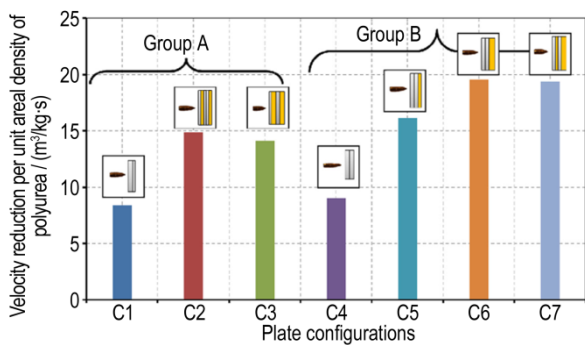 Velocity reduction per unit areal density of
polyurea / (m³/kg·s)
25
20
15
10
5
0
Group A
Group B
C1 C2 C3 C4 C5 C6 C7
Plate configurations